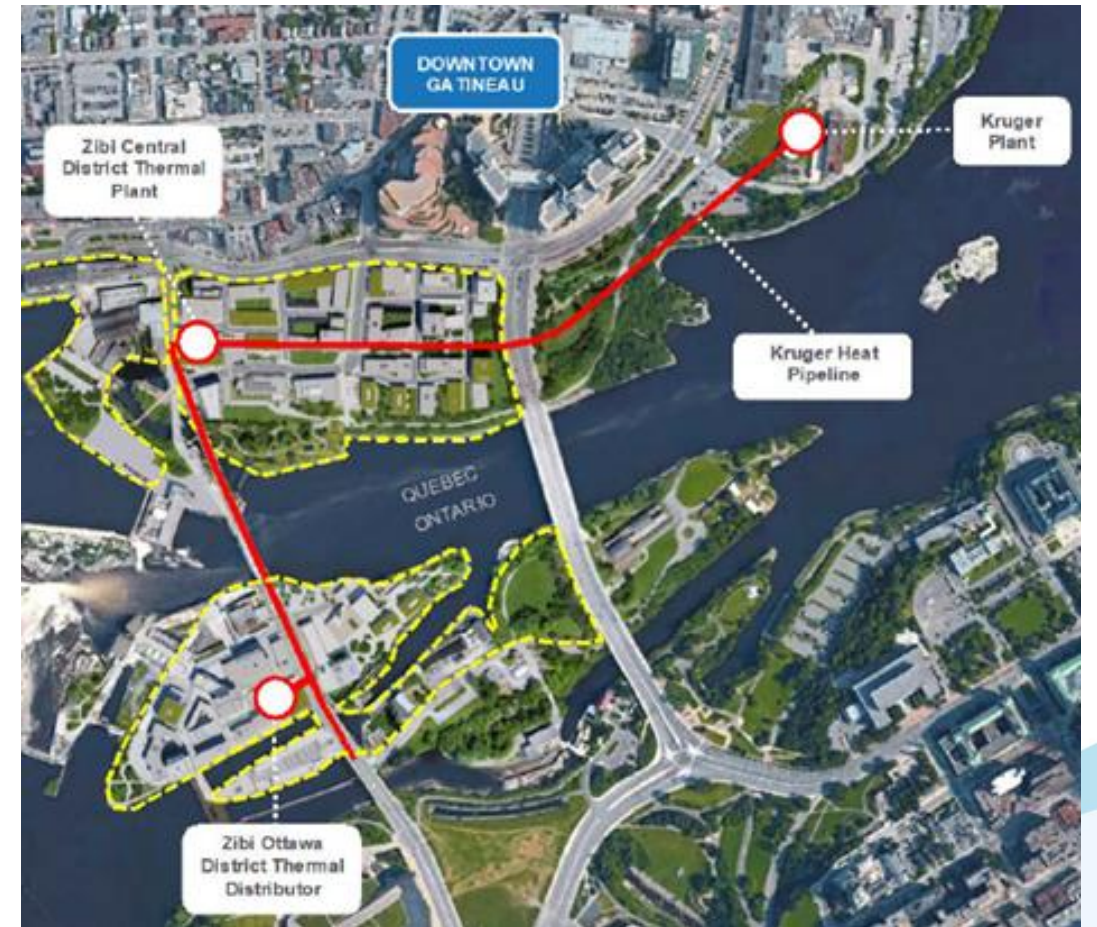 DOWNTOWN
GATINEAU
Zibi Central
District Thermal
Plant
Kruger
Plant
Kruger Heat
Pipeline
QUEBEC
ONTARIO
Zibi Ottawa
District Thermal
Distributor